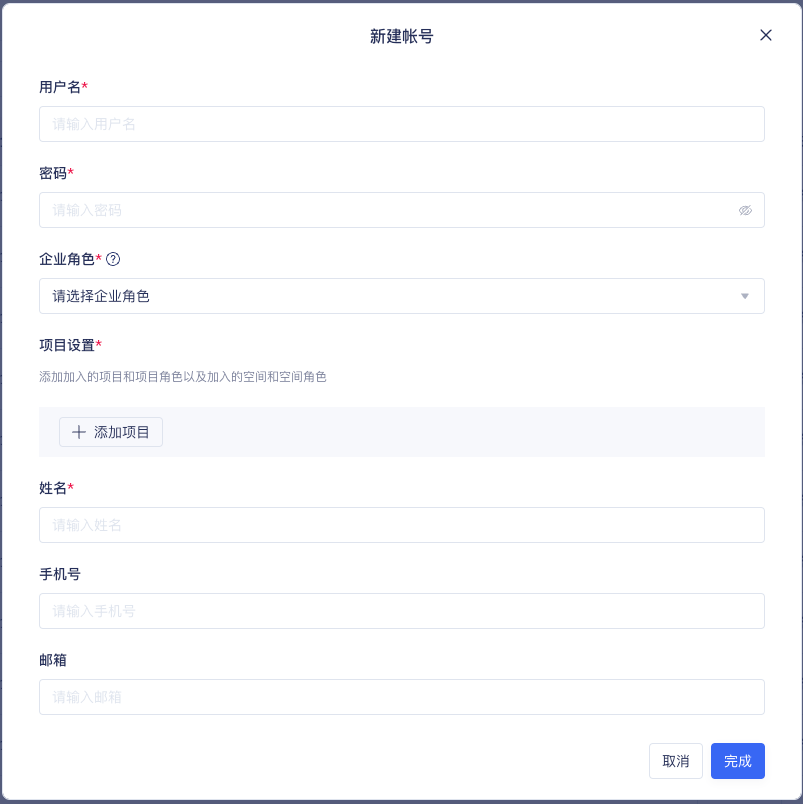 新建帐号
用户名*
请输入用户名
密码*
请输入密码
企业角色* ?
请选择企业角色
项目设置*
添加加入的项目和项目角色以及加入的空间和空间角色
添加项目
姓名*
请输入姓名
手机号
请输入手机号
邮箱
请输入邮箱
取消 完成